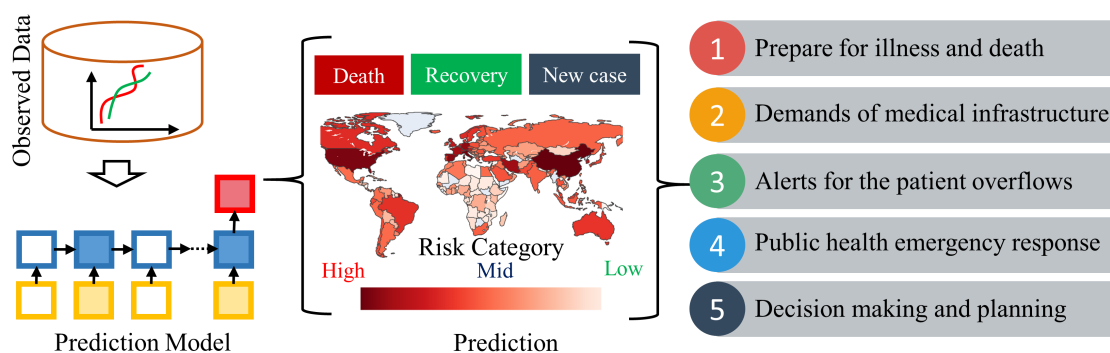 Observed Data
Prediction Model
Death
Recovery
New case
Risk Category
High
Mid
Low
Prediction
1 Prepare for illness and death
2 Demands of medical infrastructure
3 Alerts for the patient overflows
4 Public health emergency response
5 Decision making and planning